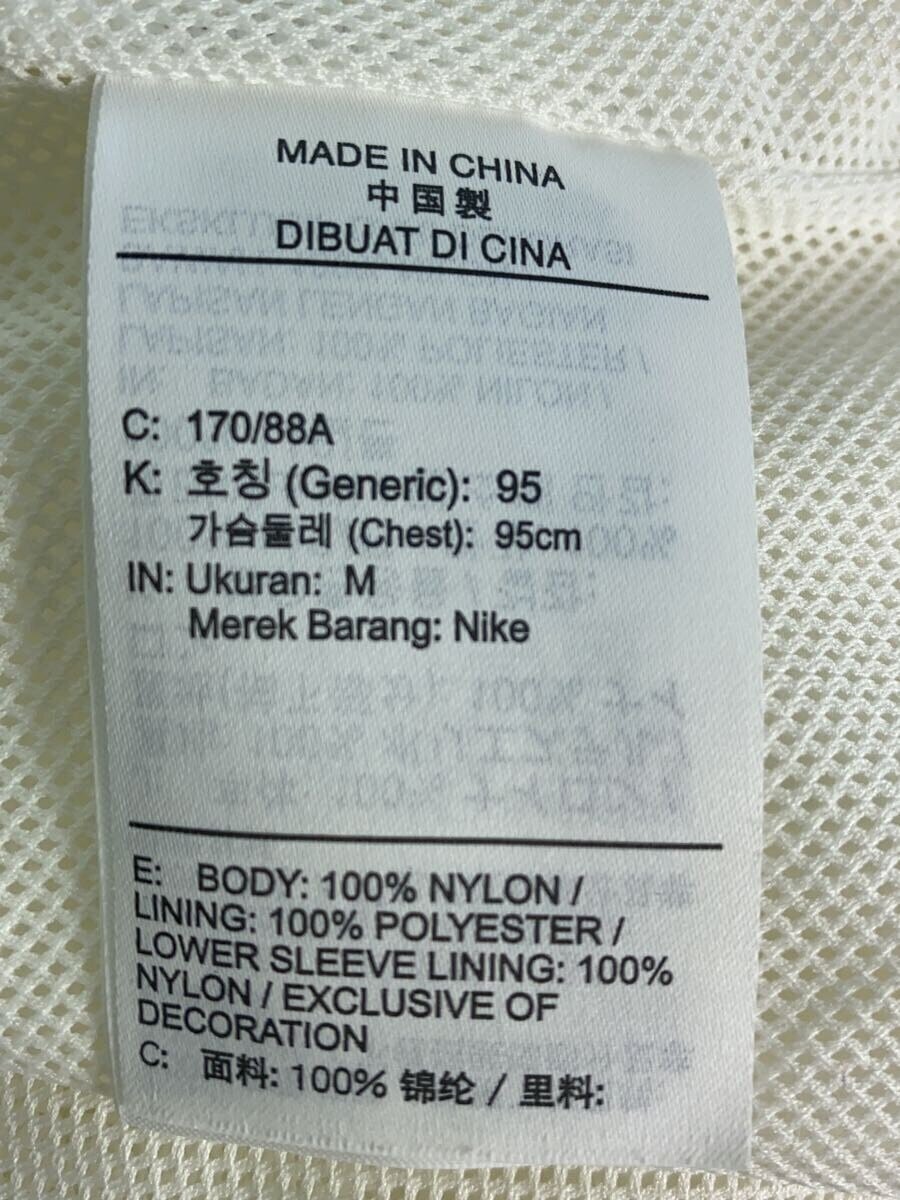 MADE IN CHINA
中国製
DIBUAT DI CINA
C: 170/88A
K: 호칭 (Generic): 95
가슴둘레 (Chest): 95cm
IN: Ukuran: M
Merek Barang: Nike
E: BODY: 100% NYLON /
LINING: 100% POLYESTER /
LOWER SLEEVE LINING: 100%
NYLON / EXCLUSIVE OF
DECORATION
C: 面料: 100% 锦纶 / 里料: